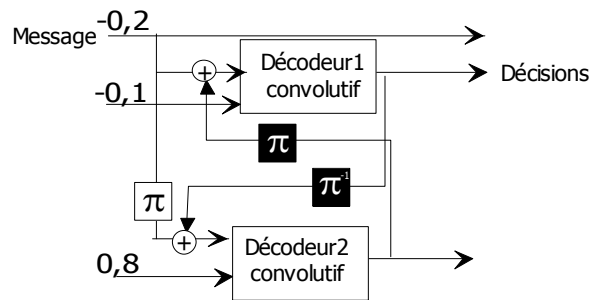 -0,2
Message
Décodeur1
convolutif
+
Décisions
-0,1
π
π-1
π
+
Décodeur2
convolutif
0,8